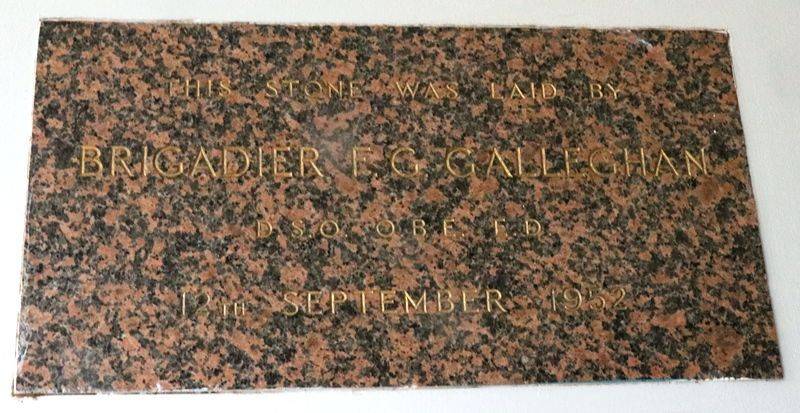 THIS STONE WAS LAID BY
BRIGADIER F.G. GALLEGHAN
D.S.O. O.B.E. E.D.
12TH SEPTEMBER 1952